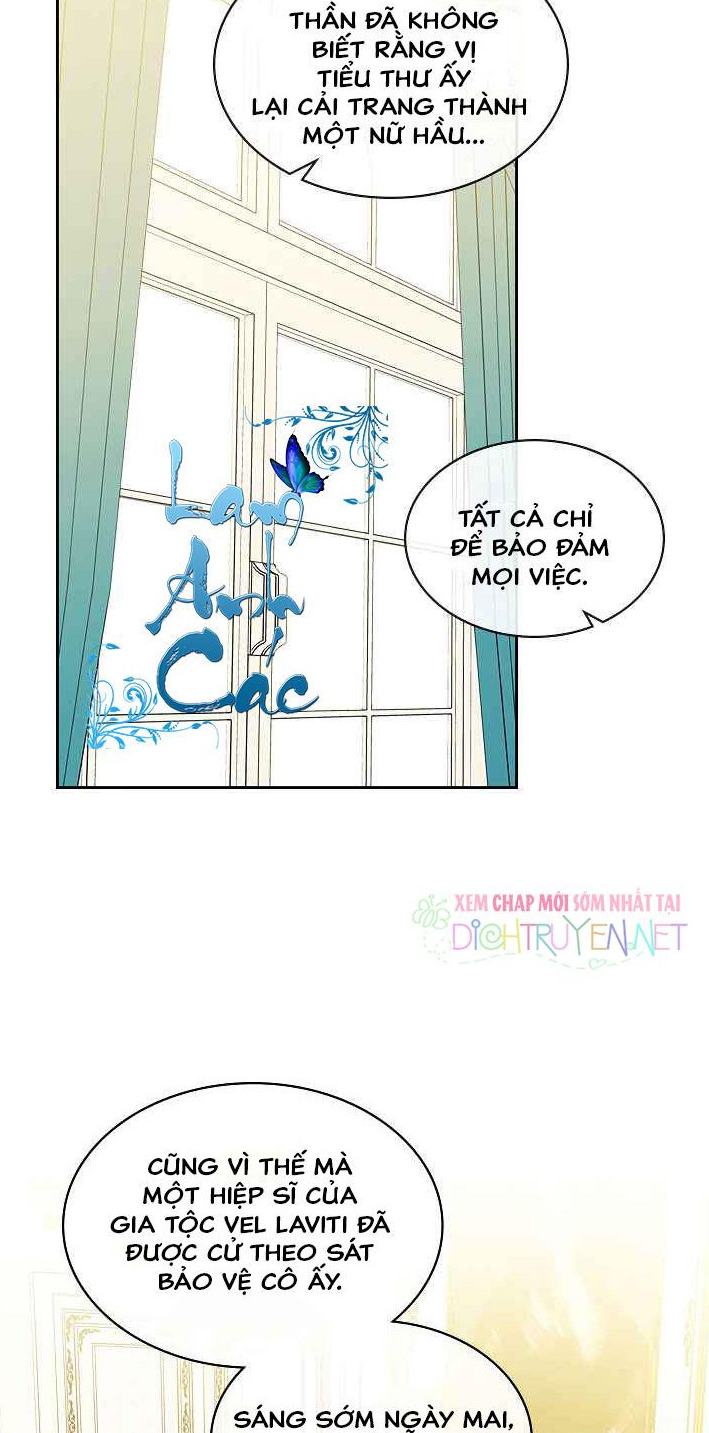 THẦN ĐÃ KHÔNG
BIẾT RẰNG VỊ
TIỂU THƯ ẤY
LẠI CẢI TRANG THÀNH
MỘT NỮ HẦU...
Lam
Anh
Các
TẤT CẢ CHỈ
ĐỂ BẢO ĐẢM
MỌI VIỆC.
XEM CHAP MỚI SỚM NHẤT TẠI
DICHTRUYEN.NET
CŨNG VÌ THẾ MÀ
MỘT HIỆP SĨ CỦA
GIA TỘC VEL LAVITI ĐÃ
ĐƯỢC CỬ THEO SÁT
BẢO VỆ CÔ ẤY.
SÁNG SỚM NGÀY MAI,